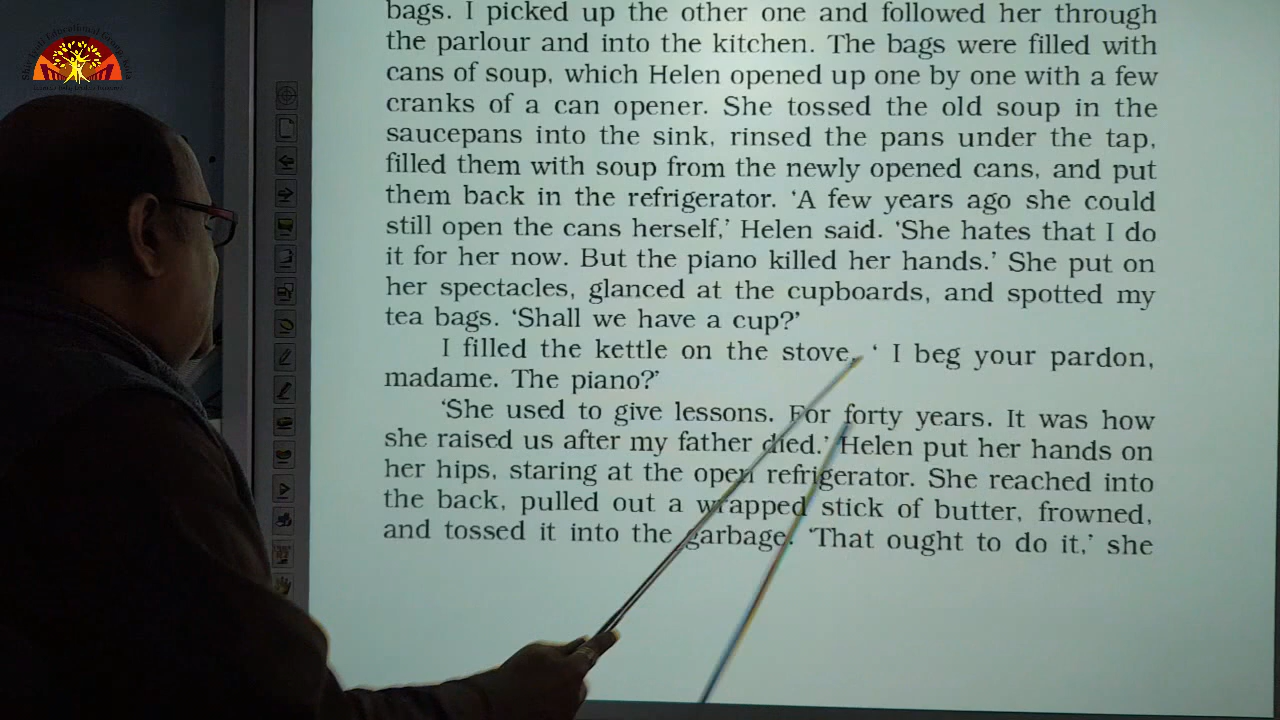 bags. I picked up the other one and followed her through
the parlour and into the kitchen. The bags were filled with
cans of soup, which Helen opened up one by one with a few
cranks of a can opener. She tossed the old soup in the
saucepans into the sink, rinsed the pans under the tap,
filled them with soup from the newly opened cans, and put
them back in the refrigerator. ‘A few years ago she could
still open the cans herself,’ Helen said. ‘She hates that I do
it for her now. But the piano killed her hands.’ She put on
her spectacles, glanced at the cupboards, and spotted my
tea bags. ‘Shall we have a cup?’
I filled the kettle on the stove. ‘ I beg your pardon,
madame. The piano?’
‘She used to give lessons. For forty years. It was how
she raised us after my father died.’ Helen put her hands on
her hips, staring at the open refrigerator. She reached into
the back, pulled out a wrapped stick of butter, frowned,
and tossed it into the garbage. ‘That ought to do it,’ she